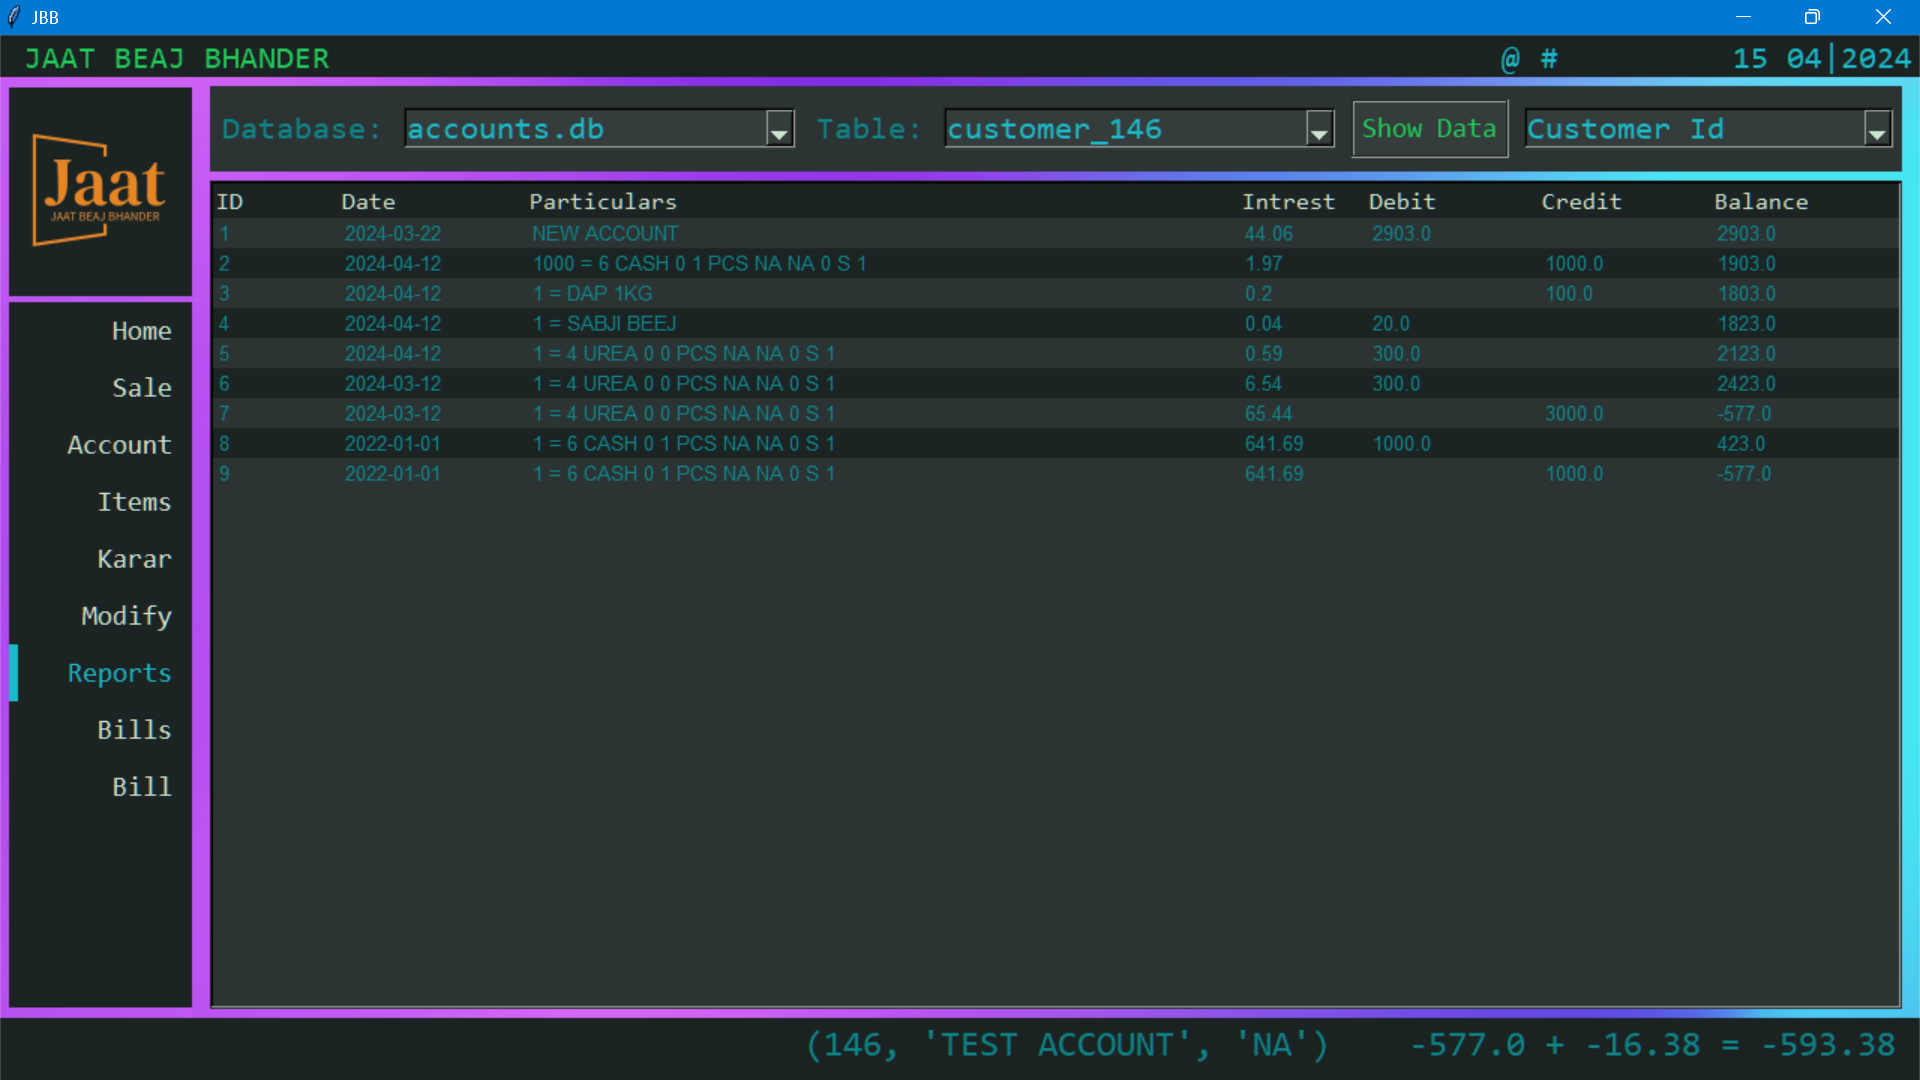 JBB
JAAT BEAJ BHANDER @ # 15 04|2024
Jaat
JAAT BEAJ BHANDER
Database: accounts.db Table: customer_146 Show Data Customer Id
ID Date Particulars Intrest Debit Credit Balance
1 2024-03-22 NEW ACCOUNT 44.06 2903.0 2903.0
2 2024-04-12 1000 = 6 CASH 0 1 PCS NA NA 0 S 1 1.97 1000.0 1903.0
3 2024-04-12 1 = DAP 1KG 0.2 100.0 1803.0
4 2024-04-12 1 = SABJI BEEJ 0.04 20.0 1823.0
5 2024-04-12 1 = 4 UREA 0 0 PCS NA NA 0 S 1 0.59 300.0 2123.0
6 2024-03-12 1 = 4 UREA 0 0 PCS NA NA 0 S 1 6.54 300.0 2423.0
7 2024-03-12 1 = 4 UREA 0 0 PCS NA NA 0 S 1 65.44 3000.0 -577.0
8 2022-01-01 1 = 6 CASH 0 1 PCS NA NA 0 S 1 641.69 1000.0 423.0
9 2022-01-01 1 = 6 CASH 0 1 PCS NA NA 0 S 1 641.69 1000.0 -577.0
Home
Sale
Account
Items
Karar
Modify
Reports
Bills
Bill
(146, 'TEST ACCOUNT', 'NA') -577.0 + -16.38 = -593.38